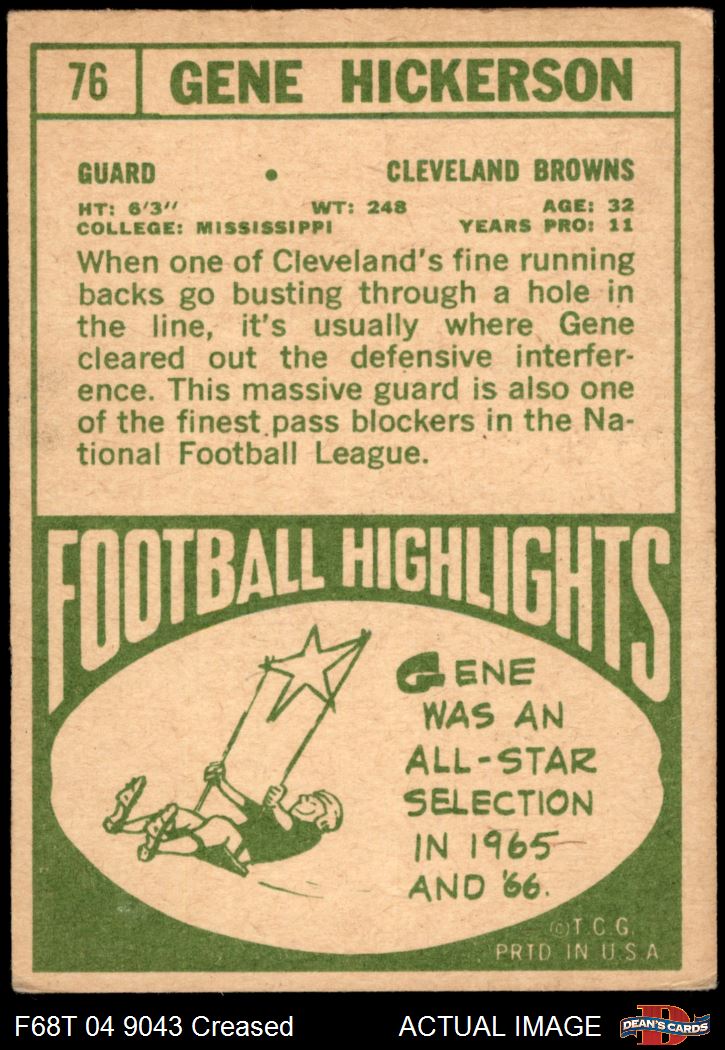 76 GENE HICKERSON
GUARD • CLEVELAND BROWNS
HT: 6'3'' WT: 248 AGE: 32
COLLEGE: MISSISSIPPI YEARS PRO: 11
When one of Cleveland's fine running
backs go busting through a hole in
the line, it's usually where Gene
cleared out the defensive interfer-
ence. This massive guard is also one
of the finest pass blockers in the Na-
tional Football League.
FOOTBALL HIGHLIGHTS
GENE
WAS AN
ALL-STAR
SELECTION
IN 1965
AND '66.
©T.C.G.
PRTD IN U.S.A
F68T 04 9043 Creased ACTUAL IMAGE
D
DEAN'S CARDS